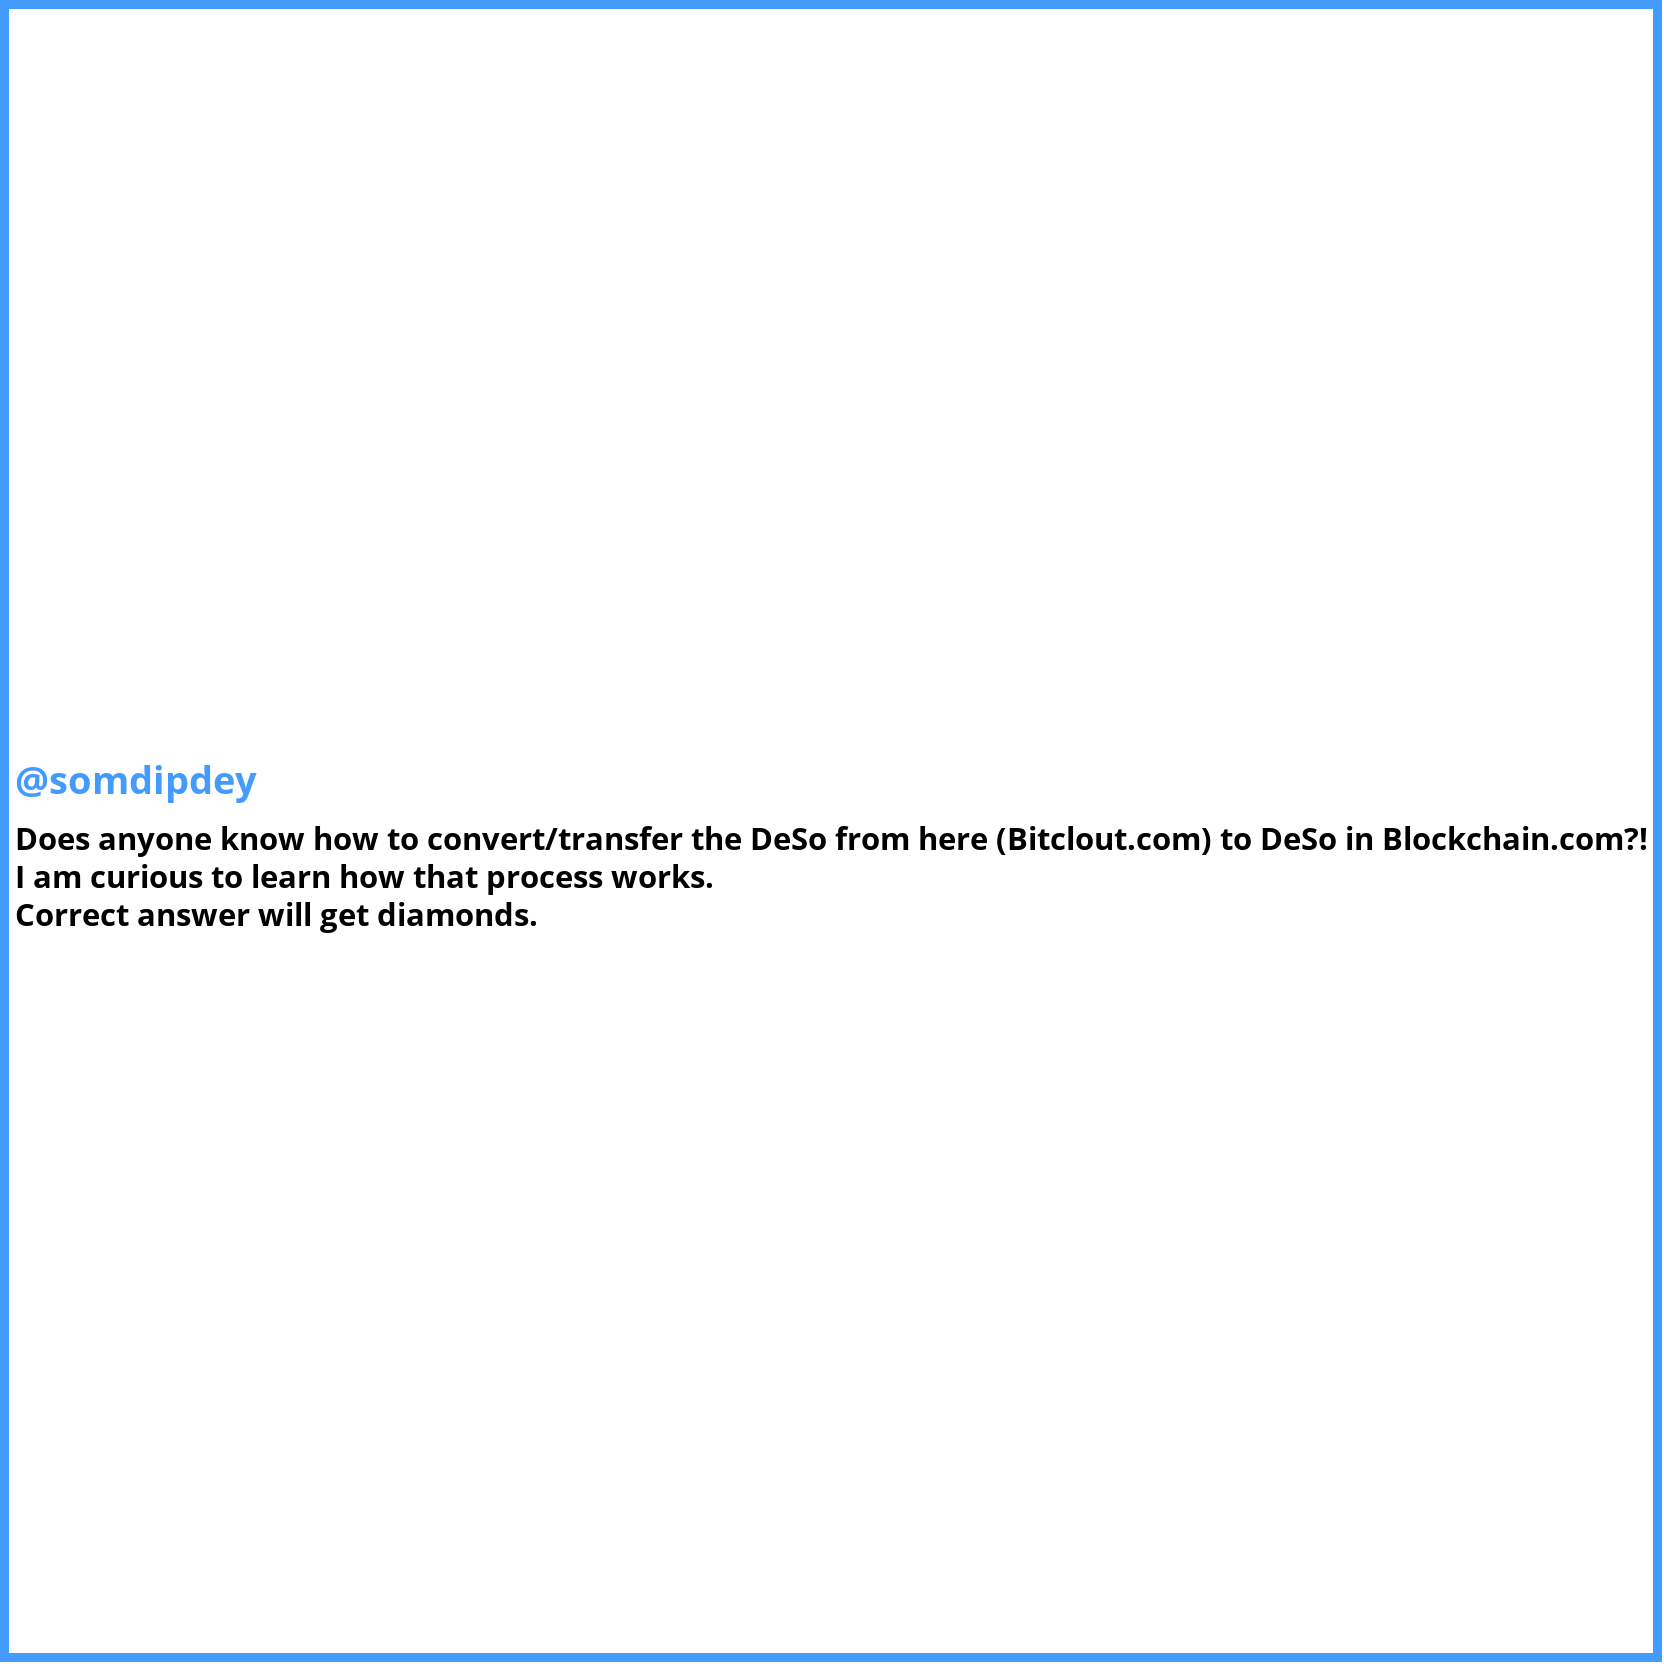 @somdipdey
Does anyone know how to convert/transfer the DeSo from here (Bitclout.com) to DeSo in Blockchain.com?!
I am curious to learn how that process works.
Correct answer will get diamonds.